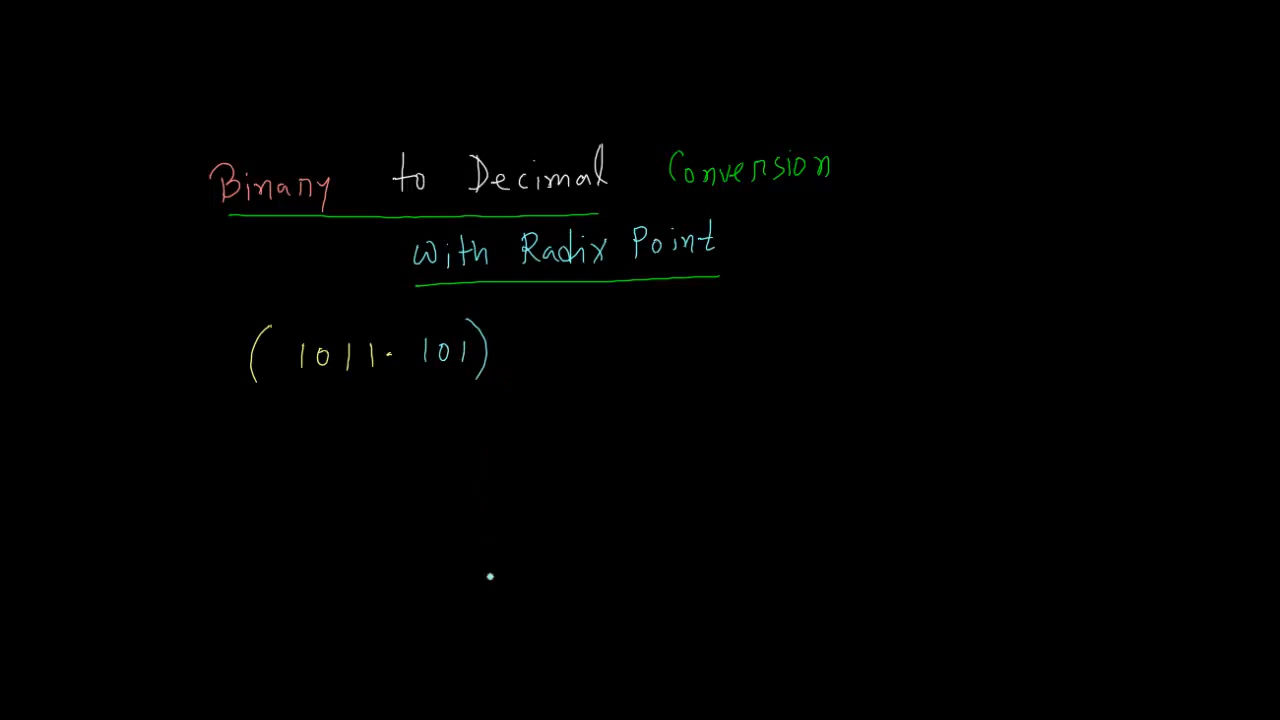 Binary to Decimal Conversion
With Radix Point
( 1011. 101)